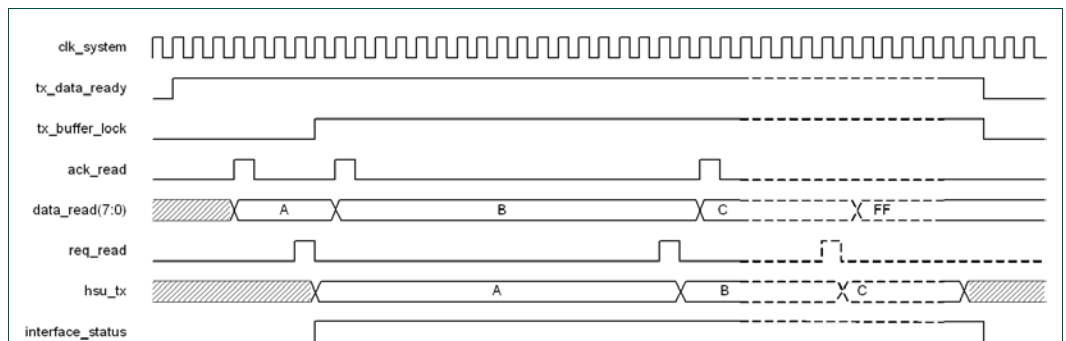 clk_system
tx_data_ready
tx_buffer_lock
ack_read
data_read(7:0) A B C FF
req_read
hsu_tx A B C
interface_status